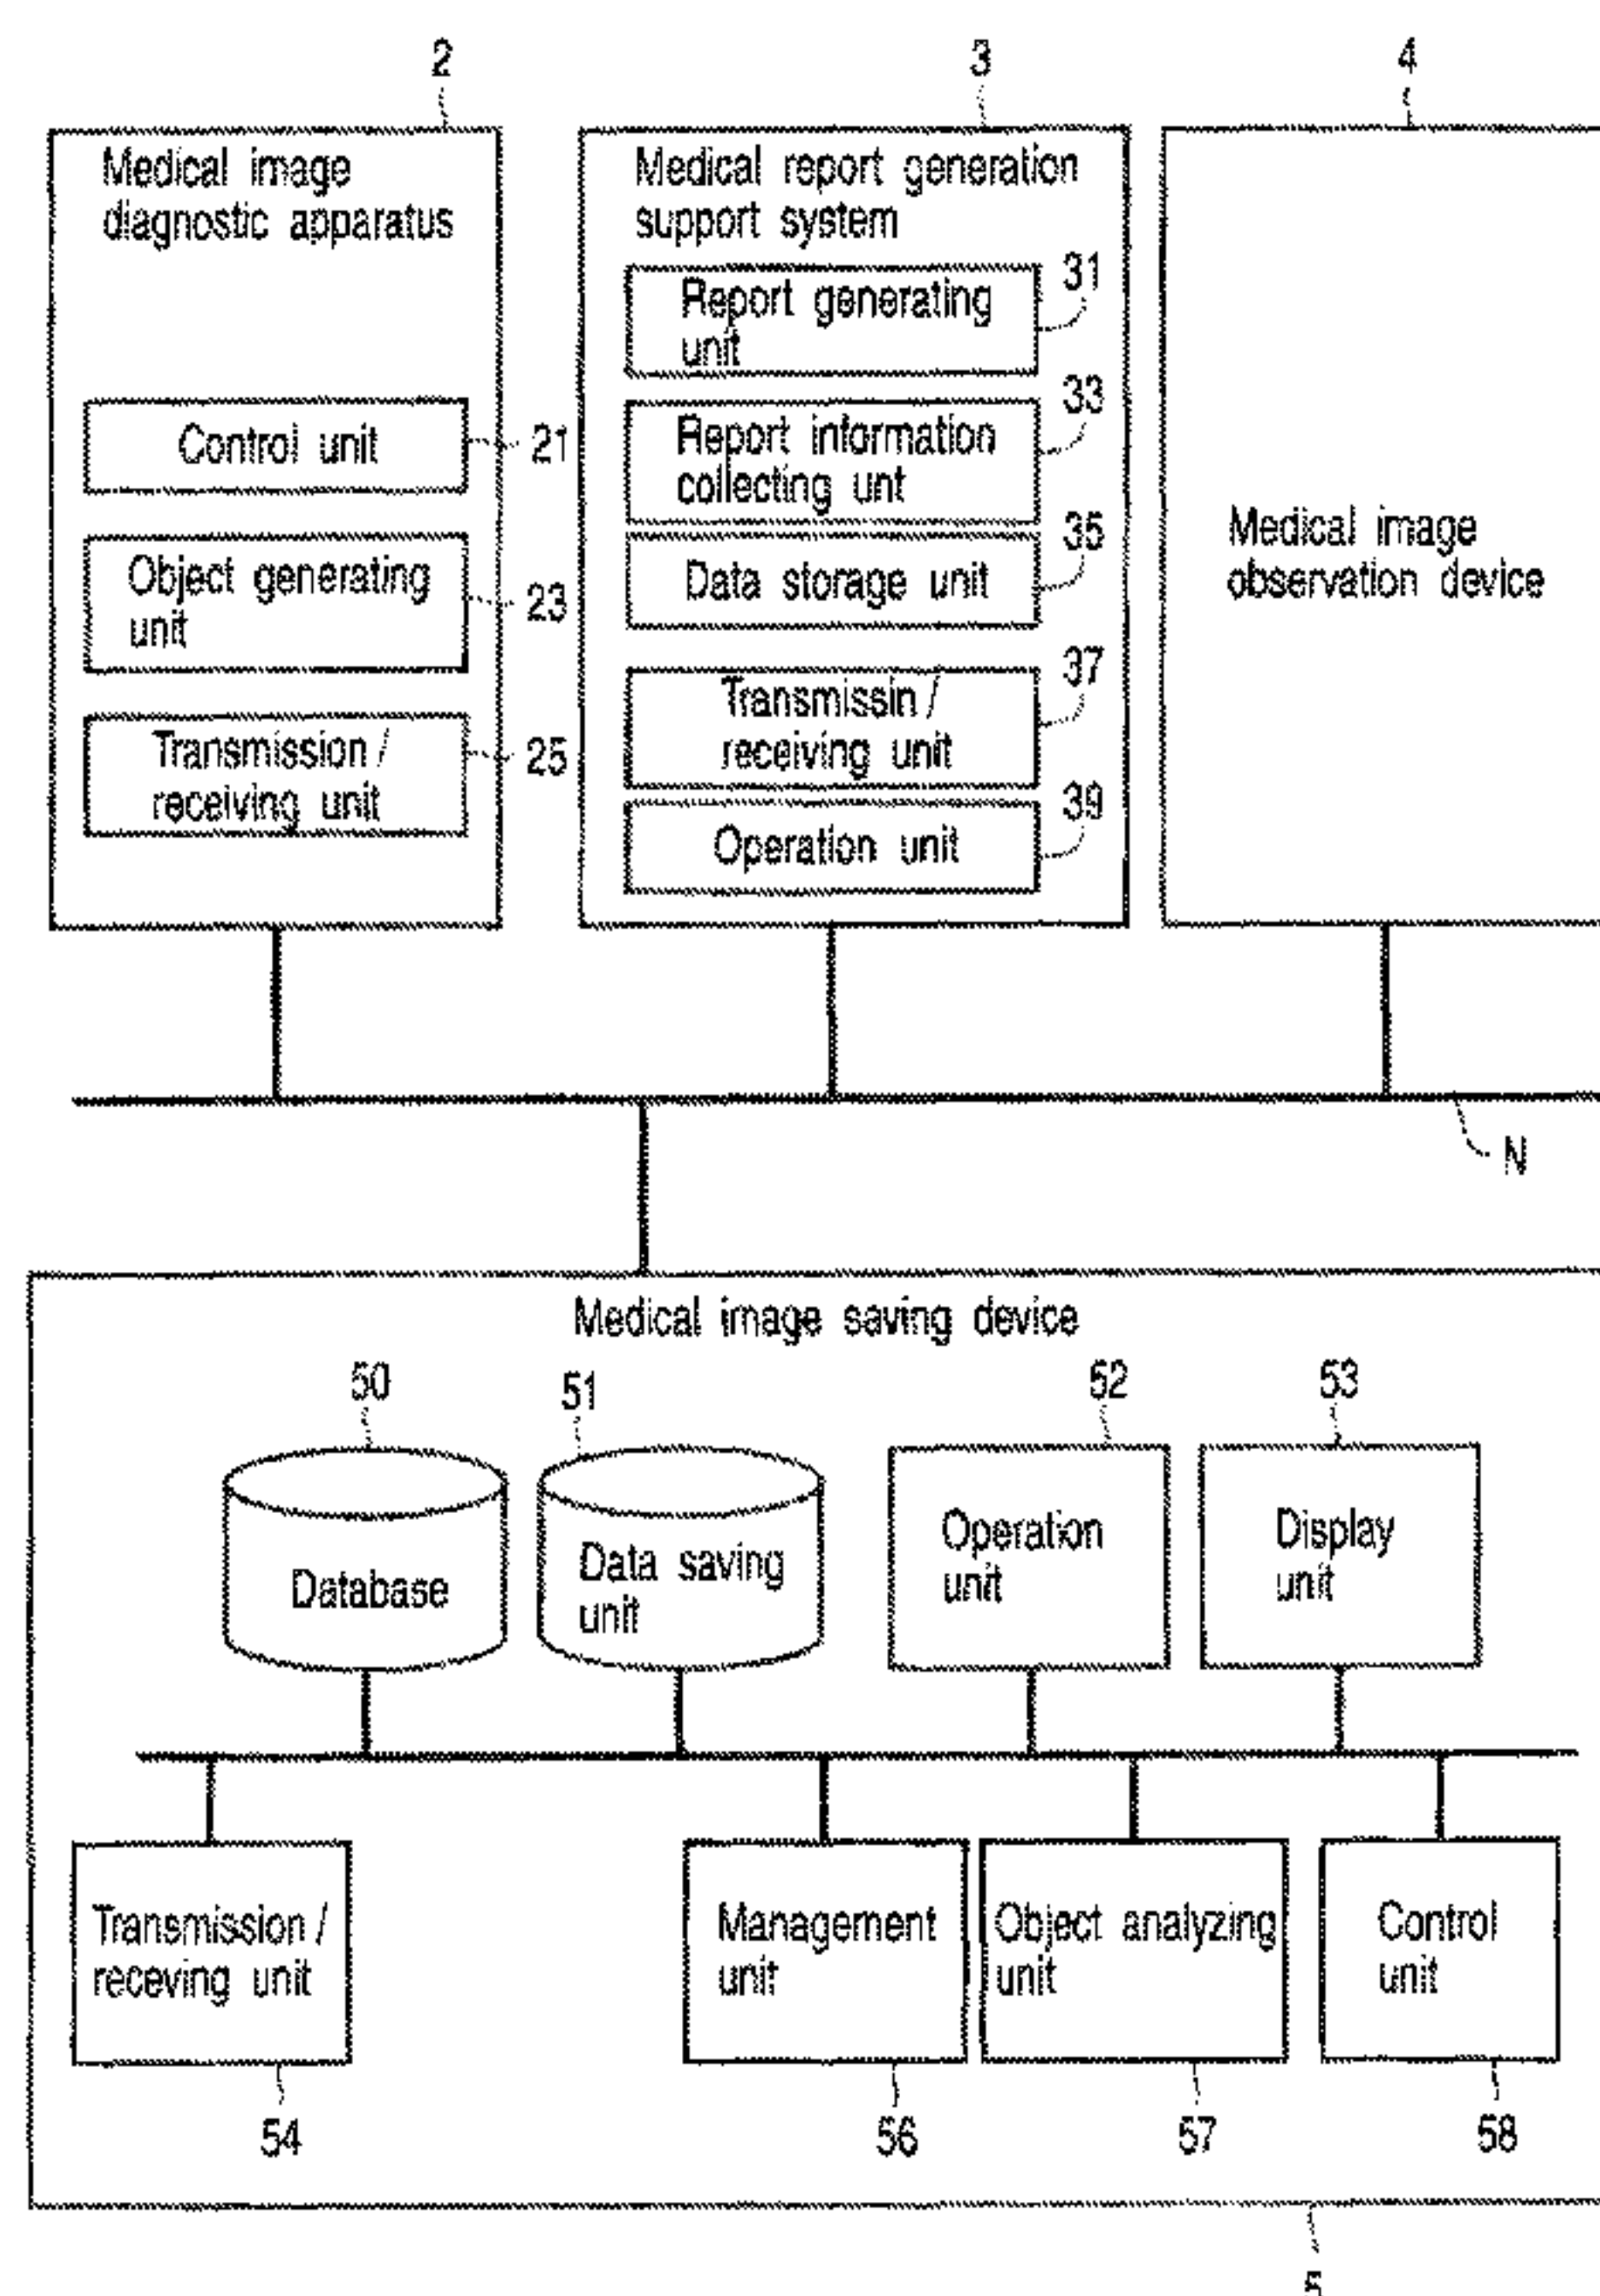 2
3
4
Medical image
diagnostic apparatus
Control unit
21
Object generating
unit
23
Transmission /
receiving unit
25
Medical report generation
support system
Report generating
unit
31
Report information
collecting unt
33
Data storage unit
35
Transmissin /
receiving unit
37
Operation unit
39
Medical image
observation device
N
Medical image saving device
50
51
52
53
Database
Data saving
unit
Operation
unit
Display
unit
Transmission /
receving unit
Management
unit
Object analyzing
unit
Control
unit
54
56
57
58
5